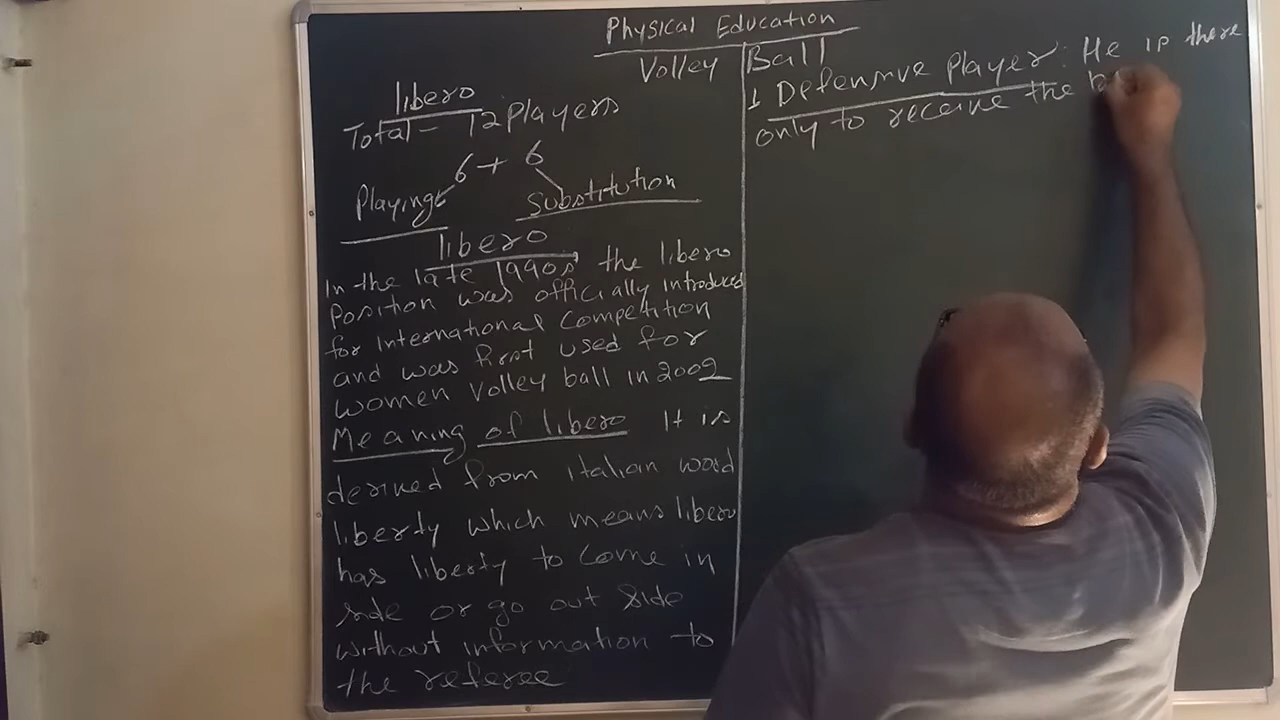 Physical Education
Volley Ball
libero
Total - 12 Players
6 + 6
Playing Substitution
libero
In the late 1990s the libero
Position was officially introduced
for International Competition
and was first used for
women Volley ball in 2002
Meaning of libero It is
derived from italian word
liberty which means libero
has liberty to come in
side or go out side
without information to
the referee
1 Defensive Player: He is there
only to receive the